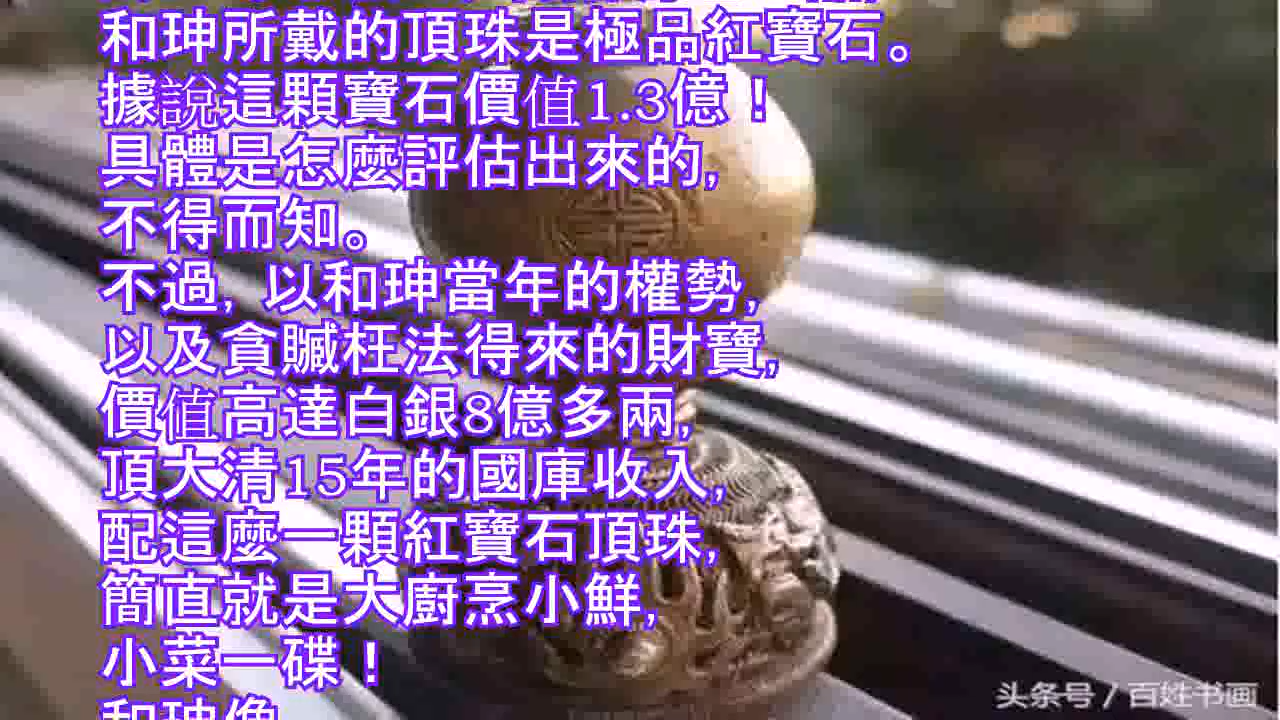 和珅所戴的頂珠是極品紅寶石。
據說這顆寶石價值1.3億！
具體是怎麼評估出來的,
不得而知。
不過, 以和珅當年的權勢,
以及貪贓枉法得來的財寶,
價值高達白銀8億多兩,
頂大清15年的國庫收入,
配這麼一顆紅寶石頂珠,
簡直就是大廚烹小鮮,
小菜一碟！
和珅像
头条号 / 百姓书画